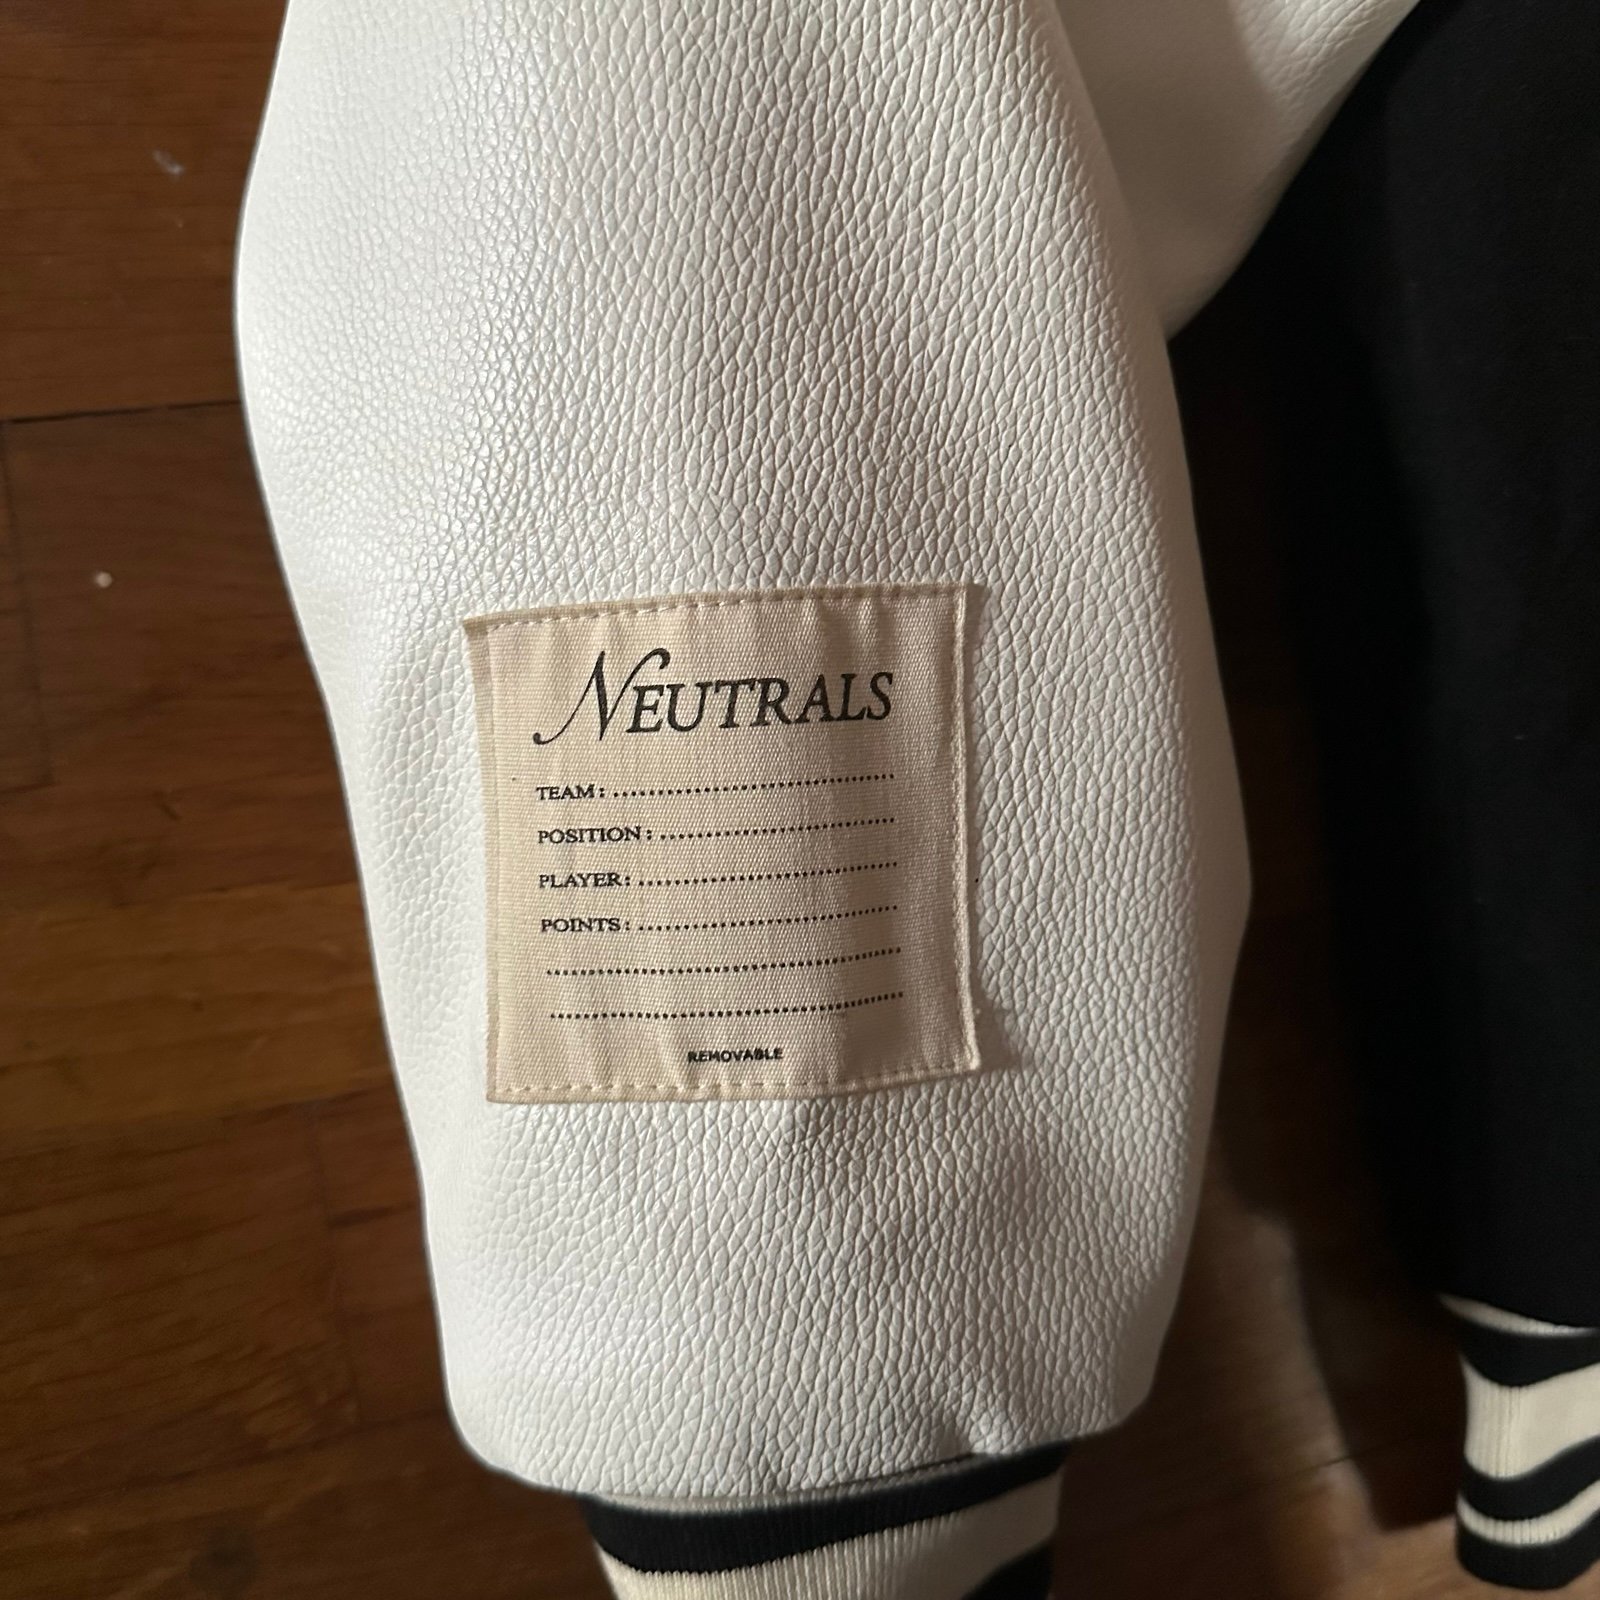 NEUTRALS
TEAM: ..............................
POSITION: ..............................
PLAYER: ..............................
POINTS: ..............................
........................................
........................................
REMOVABLE